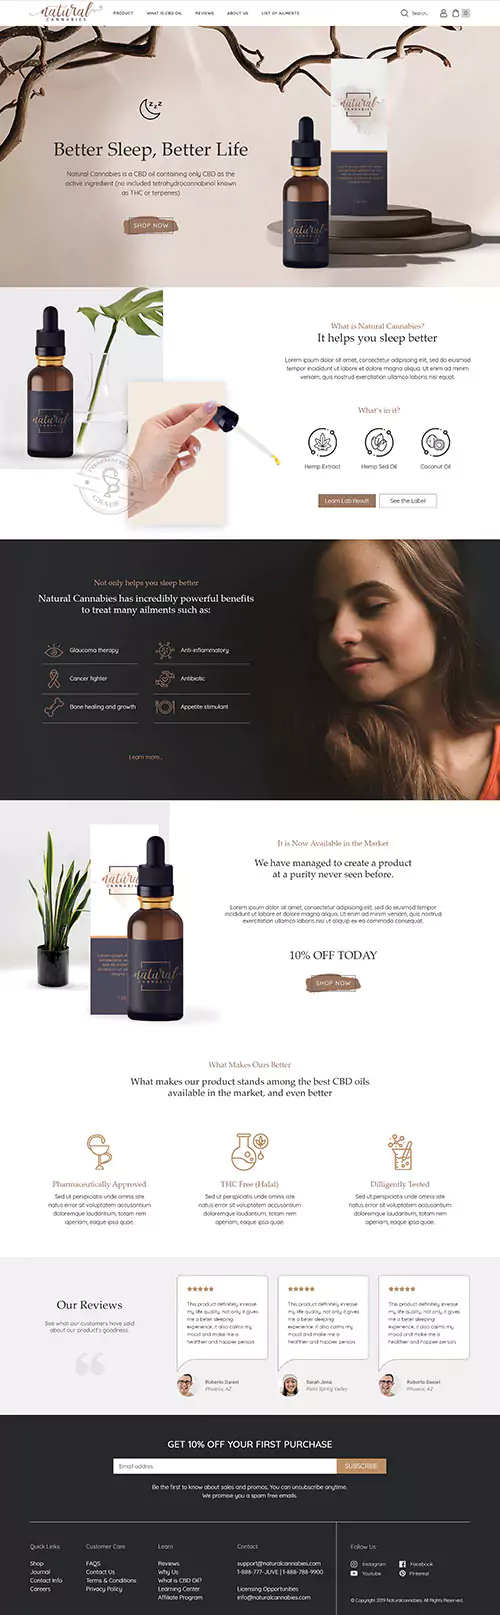 natural
CANNABIES
PRODUCT WHAT IS CBD OIL REVIEWS ABOUT US LIST OF AILMENTS
Search... 0
Better Sleep, Better Life
Natural Cannabies is a CBD oil containing only CBD as the
active ingredient (no included tetrahydrocannabinol known
as THC or terpenes)
SHOP NOW
natural
CANNABIES
natural
CANNABIES
What is Natural Cannabies?
It helps you sleep better
Lorem ipsum dolor sit amet, consectetur adipiscing elit, sed do eiusmod
tempor incididunt ut labore et dolore magna aliqua. Ut enim ad minim
veniam, quis nostrud exercitation ullamco laboris nisi equat.
What's in it?
Hemp Extract Hemp Sed Oil Coconut Oil
Learn Lab Result See the Label
natural
CANNABIES
PHARMACEUTICAL
GRADE
Not only helps you sleep better
Natural Cannabies has incredibly powerful benefits
to treat many ailments such as:
Glaucoma therapy Anti-inflammatory
Cancer fighter Antibiotic
Bone healing and growth Appetite stimulant
Learn more...
It is Now Available in the Market
We have managed to create a product
at a purity never seen before.
Lorem ipsum dolor sit amet, consectetur adipiscing elit, sed do eiusmod tempor
incididunt ut labore et dolore magna aliqua. Ut enim ad minim veniam, quis nostrud
exercitation ullamco laboris nisi ut aliquip ex ea commodo consequat.
10% OFF TODAY
SHOP NOW
natural
CANNABIES
natural
CANNABIES
What Makes Ours Better
What makes our product stands among the best CBD oils
available in the market, and even better
Pharmaceutically Approved THC Free (Halal) Dilligently Tested
Sed ut perspiciatis unde omnis iste
natus error sit voluptatem accusantium
doloremque laudantium, totam rem
aperiam, eaque ipsa quae.
Sed ut perspiciatis unde omnis iste
natus error sit voluptatem accusantium
doloremque laudantium, totam rem
aperiam, eaque ipsa quae.
Sed ut perspiciatis unde omnis iste
natus error sit voluptatem accusantium
doloremque laudantium, totam rem
aperiam, eaque ipsa quae.
Our Reviews
See what our customers have said
about our product's goodness.
This product definitely inrease
my life quality, not only it gives
me a beter sleeping
experience, it also calms my
mood and make me a
healthier and happier person.
Roberto Daniel
Phoenix, AZ
This product definitely inrease
my life quality, not only it gives
me a beter sleeping
experience, it also calms my
mood and make me a
healthier and happier person.
Sarah Jena
Palm Spring Valley
This product definitely inrease
my life quality, not only it gives
me a beter sleeping
experience, it also calms my
mood and make me a
healthier and happier person.
Roberto Daniel
Phoenix, AZ
GET 10% OFF YOUR FIRST PURCHASE
Email address SUBSCRIBE
Be the first to know about sales and promos. You can unsubscribe anytime.
We promise you a spam free emails.
Quick Links
Shop
Journal
Contact Info
Careers
Customer Care
FAQS
Contact Us
Terms & Conditions
Privacy Policy
Learn
Reviews
Why Us
What is CBD Oil?
Learning Center
Affiliate Program
Contact
support@naturalcannabies.com
1-888-777-JUVE | 1-888-788-9900
Licensing Opportunities
info@naturalcannabies.com
Follow Us
Instagram Facebook
Youtube Pinterest
© Copyright 2019 Naturalcannabies. All Rights Reserved.